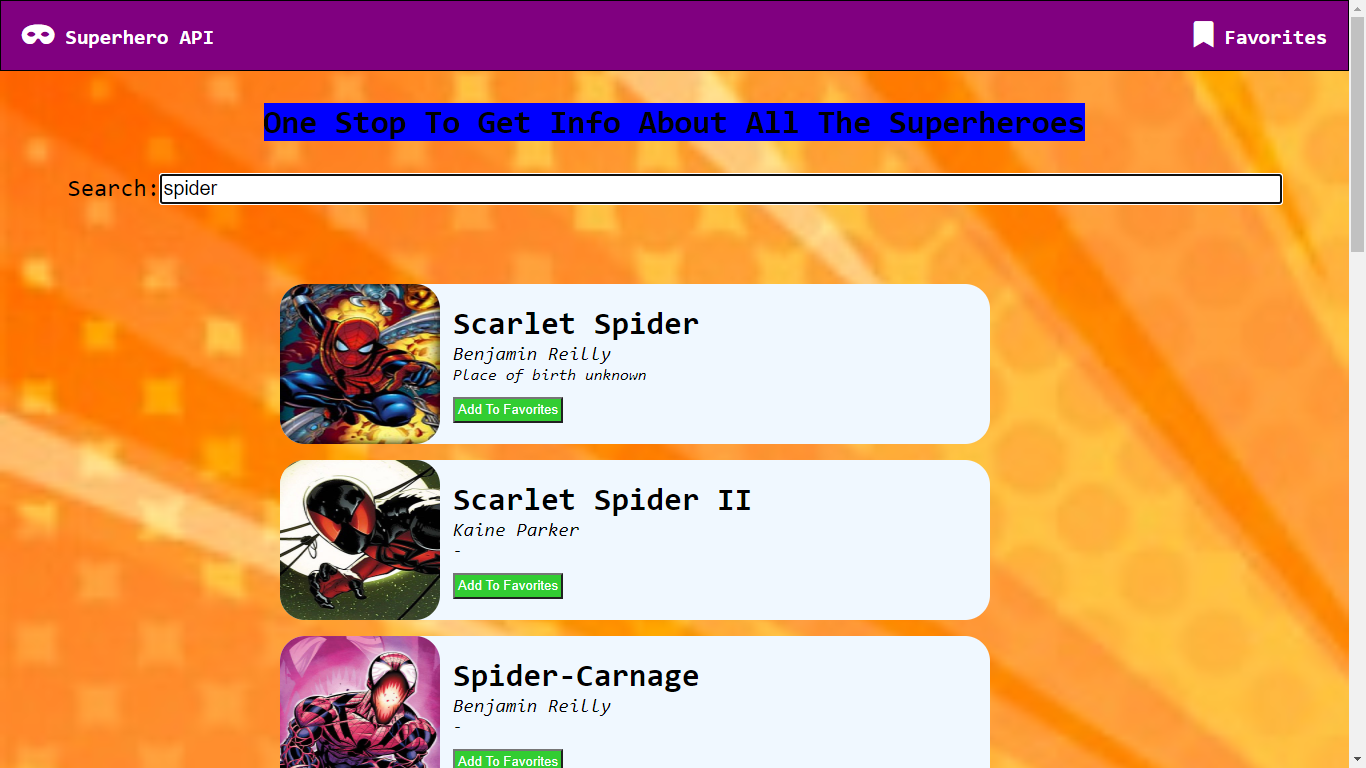 Superhero API
Favorites
One Stop To Get Info About All The Superheroes
Search:spider
Scarlet Spider
Benjamin Reilly
Place of birth unknown
Add To Favorites
Scarlet Spider II
Kaine Parker
-
Add To Favorites
Spider-Carnage
Benjamin Reilly
-
Add To Favorites